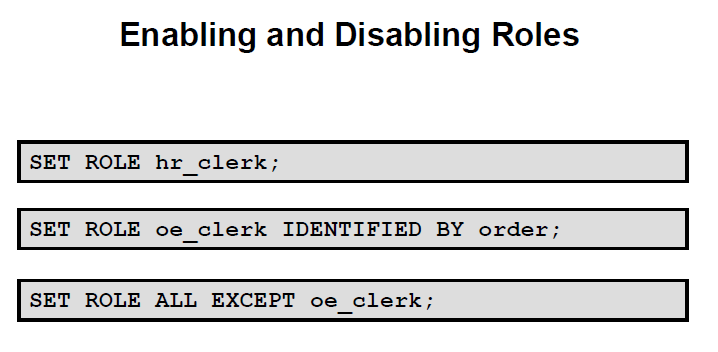 Enabling and Disabling Roles
SET ROLE hr_clerk;
SET ROLE oe_clerk IDENTIFIED BY order;
SET ROLE ALL EXCEPT oe_clerk;